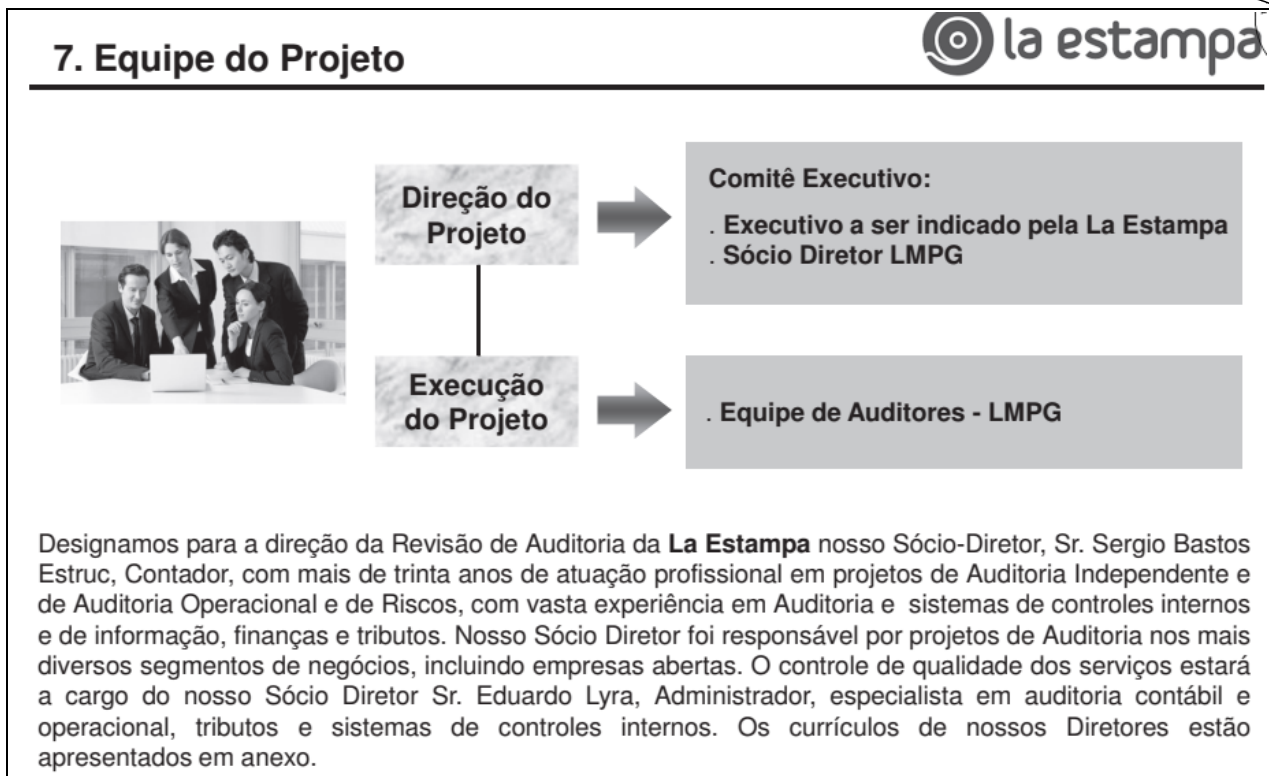 7. Equipe do Projeto
la estampa
Direção do
Projeto
Comitê Executivo:
. Executivo a ser indicado pela La Estampa
. Sócio Diretor LMPG
Execução
do Projeto
. Equipe de Auditores - LMPG
Designamos para a direção da Revisão de Auditoria da La Estampa nosso Sócio-Diretor, Sr. Sergio Bastos
Estruc, Contador, com mais de trinta anos de atuação profissional em projetos de Auditoria Independente e
de Auditoria Operacional e de Riscos, com vasta experiência em Auditoria e sistemas de controles internos
e de informação, finanças e tributos. Nosso Sócio Diretor foi responsável por projetos de Auditoria nos mais
diversos segmentos de negócios, incluindo empresas abertas. O controle de qualidade dos serviços estará
a cargo do nosso Sócio Diretor Sr. Eduardo Lyra, Administrador, especialista em auditoria contábil e
operacional, tributos e sistemas de controles internos. Os currículos de nossos Diretores estão
apresentados em anexo.